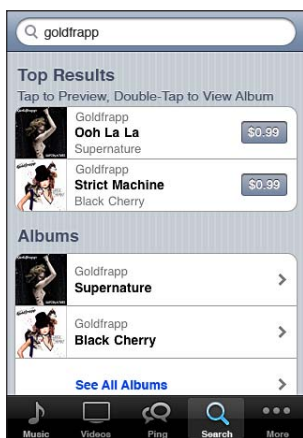 goldfrapp
Top Results
Tap to Preview, Double-Tap to View Album
Goldfrapp
Ooh La La
Supernature
$0.99
Goldfrapp
Strict Machine
Black Cherry
$0.99
Albums
Goldfrapp
Supernature
Goldfrapp
Black Cherry
See All Albums
Music Videos Ping Search More